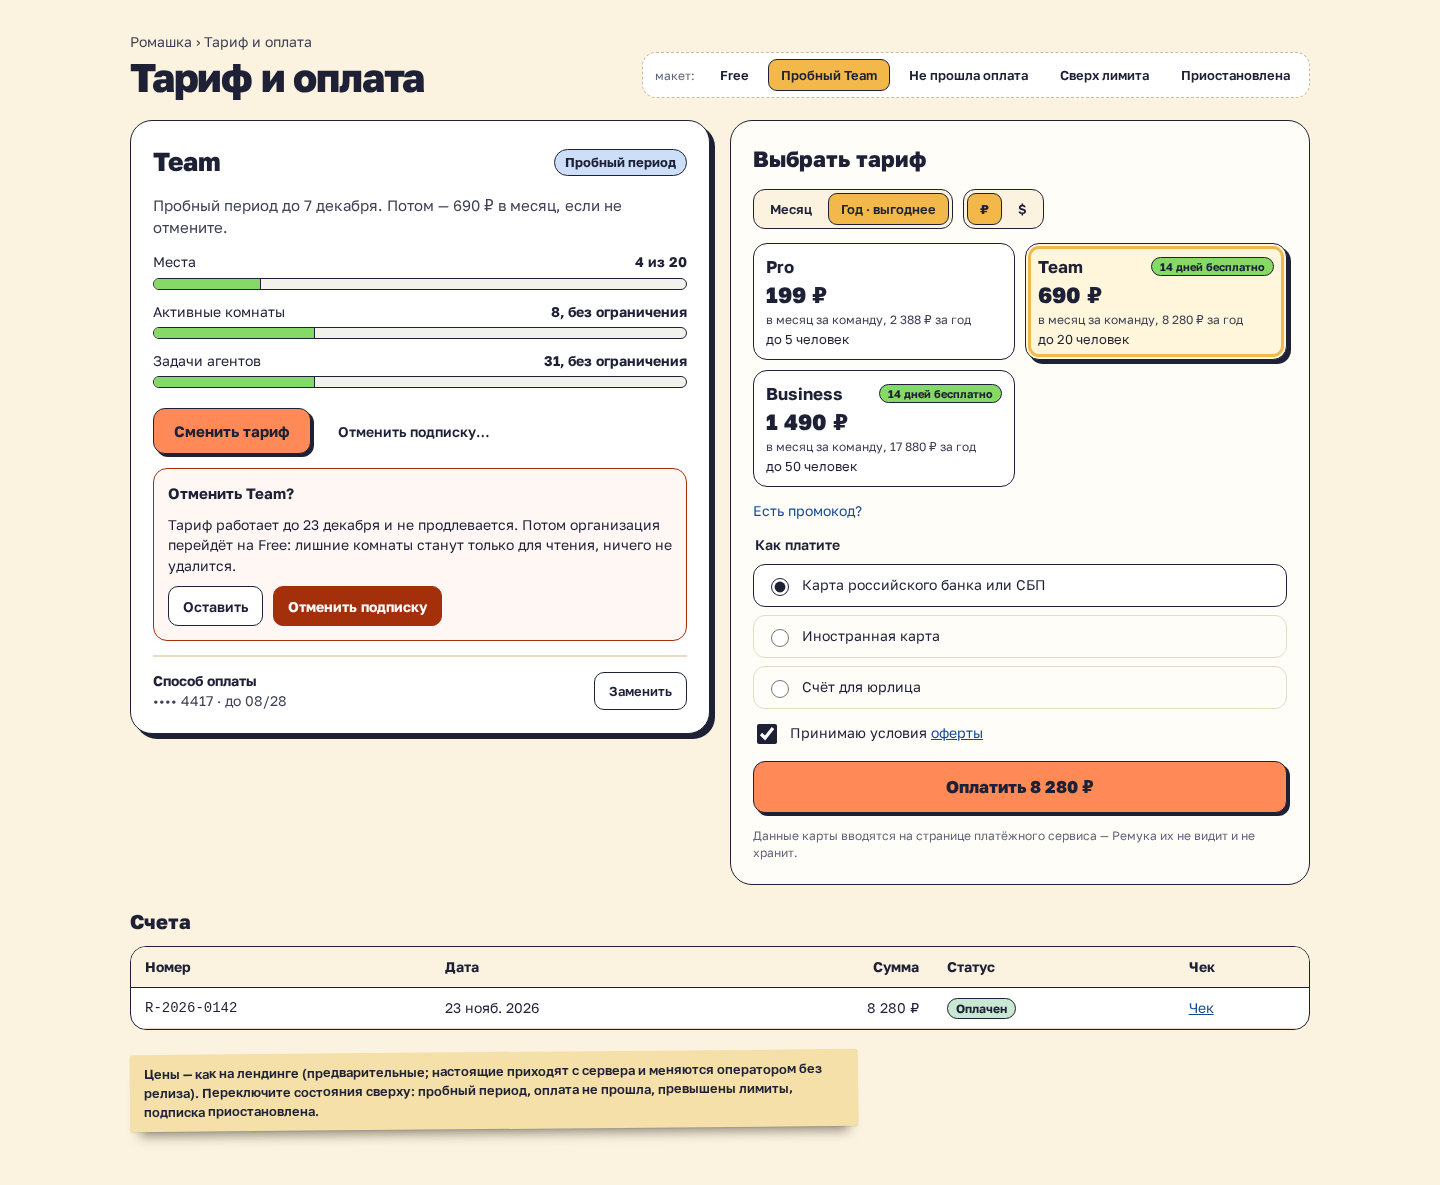 Ромашка › Тариф и оплата
Тариф и оплата
макет: Free Пробный Team Не прошла оплата Сверх лимита Приостановлена
Team
Пробный период
Пробный период до 7 декабря. Потом — 690 ₽ в месяц, если не
отмените.
Места 4 из 20
Активные комнаты 8, без ограничения
Задачи агентов 31, без ограничения
Сменить тариф Отменить подписку…
Отменить Team?
Тариф работает до 23 декабря и не продлевается. Потом организация
перейдёт на Free: лишние комнаты станут только для чтения, ничего не
удалится.
Оставить Отменить подписку
Способ оплаты
•••• 4417 · до 08/28
Заменить
Выбрать тариф
Месяц Год · выгоднее ₽ $
Pro
199 ₽
в месяц за команду, 2 388 ₽ за год
до 5 человек
Team 14 дней бесплатно
690 ₽
в месяц за команду, 8 280 ₽ за год
до 20 человек
Business 14 дней бесплатно
1 490 ₽
в месяц за команду, 17 880 ₽ за год
до 50 человек
Есть промокод?
Как платите
Карта российского банка или СБП
Иностранная карта
Счёт для юрлица
Принимаю условия оферты
Оплатить 8 280 ₽
Данные карты вводятся на странице платёжного сервиса — Ремука их не видит и не
хранит.
Счета
Номер Дата Сумма Статус Чек
R-2026-0142 23 нояб. 2026 8 280 ₽ Оплачен Чек
Цены — как на лендинге (предварительные; настоящие приходят с сервера и меняются оператором без
релиза). Переключите состояния сверху: пробный период, оплата не прошла, превышены лимиты,
подписка приостановлена.